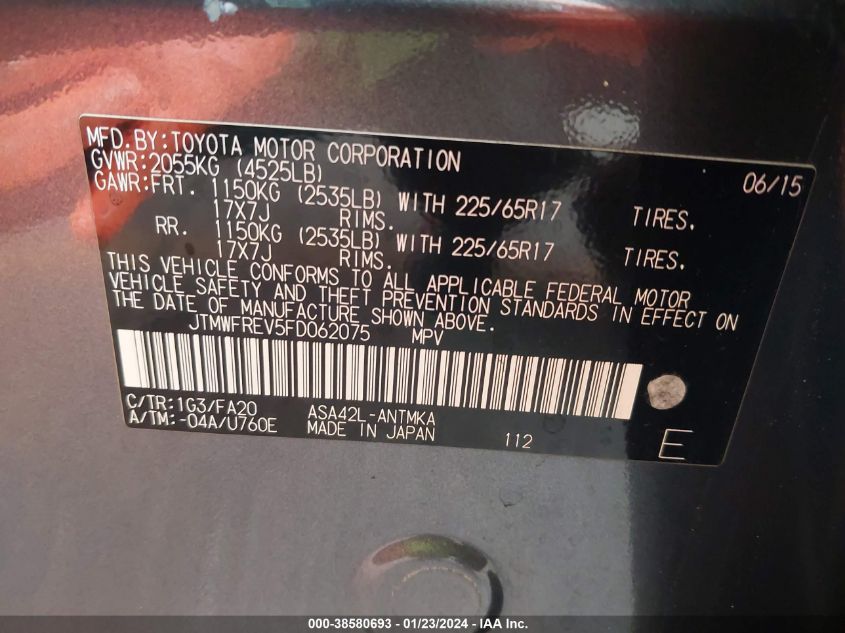 MFD. BY: TOYOTA MOTOR CORPORATION 06/15
GVWR: 2055KG (4525LB)
GAWR: FRT. 1150KG (2535LB) WITH 225/65R17 TIRES.
17X7J RIMS.
RR. 1150KG (2535LB) WITH 225/65R17 TIRES.
17X7J RIMS.
THIS VEHICLE CONFORMS TO ALL APPLICABLE FEDERAL MOTOR
VEHICLE SAFETY AND THEFT PREVENTION STANDARDS IN EFFECT ON
THE DATE OF MANUFACTURE SHOWN ABOVE.
JTMWFREV5FD062075 MPV
C/TR: 1G3/FA20 ASA42L-ANTMKA
A/TM: -04A/U760E MADE IN JAPAN 112 E
000-38580693 - 01/23/2024 - IAA Inc.